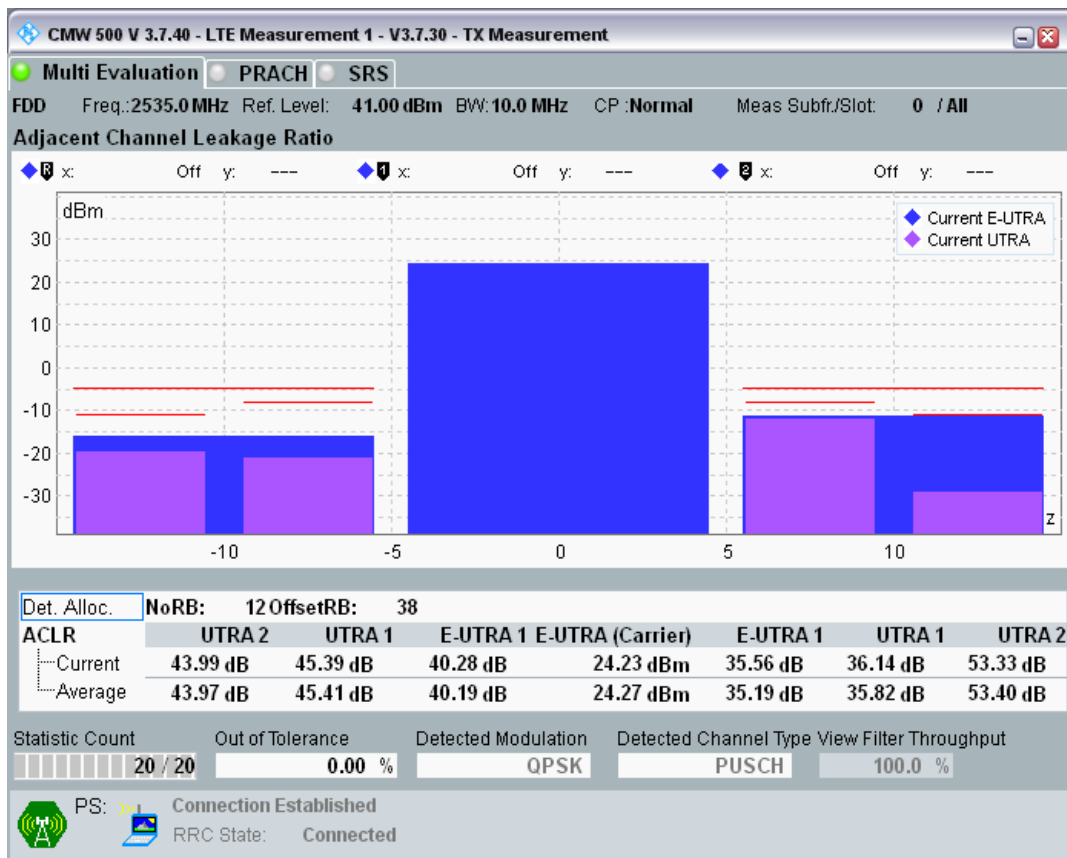 CMW 500 V 3.7.40 - LTE Measurement 1 - V3.7.30 - TX Measurement
Multi Evaluation PRACH SRS
FDD Freq.:2535.0 MHz Ref. Level: 41.00 dBm BW:10.0 MHz CP :Normal Meas Subfr./Slot: 0 / All
Adjacent Channel Leakage Ratio
R x: Off y: --- 1 x: Off y: --- 2 x: Off y: ---
dBm
Current E-UTRA
Current UTRA
30
20
10
0
-10
-20
-30
z
-10 -5 0 5 10
Det. Alloc. NoRB: 12 OffsetRB: 38
ACLR UTRA 2 UTRA 1 E-UTRA 1 E-UTRA (Carrier) E-UTRA 1 UTRA 1 UTRA 2
Current 43.99 dB 45.39 dB 40.28 dB 24.23 dBm 35.56 dB 36.14 dB 53.33 dB
Average 43.97 dB 45.41 dB 40.19 dB 24.27 dBm 35.19 dB 35.82 dB 53.40 dB
Statistic Count Out of Tolerance Detected Modulation Detected Channel Type View Filter Throughput
20 / 20 0.00 % QPSK PUSCH 100.0 %
PS: Connection Established
RRC State: Connected